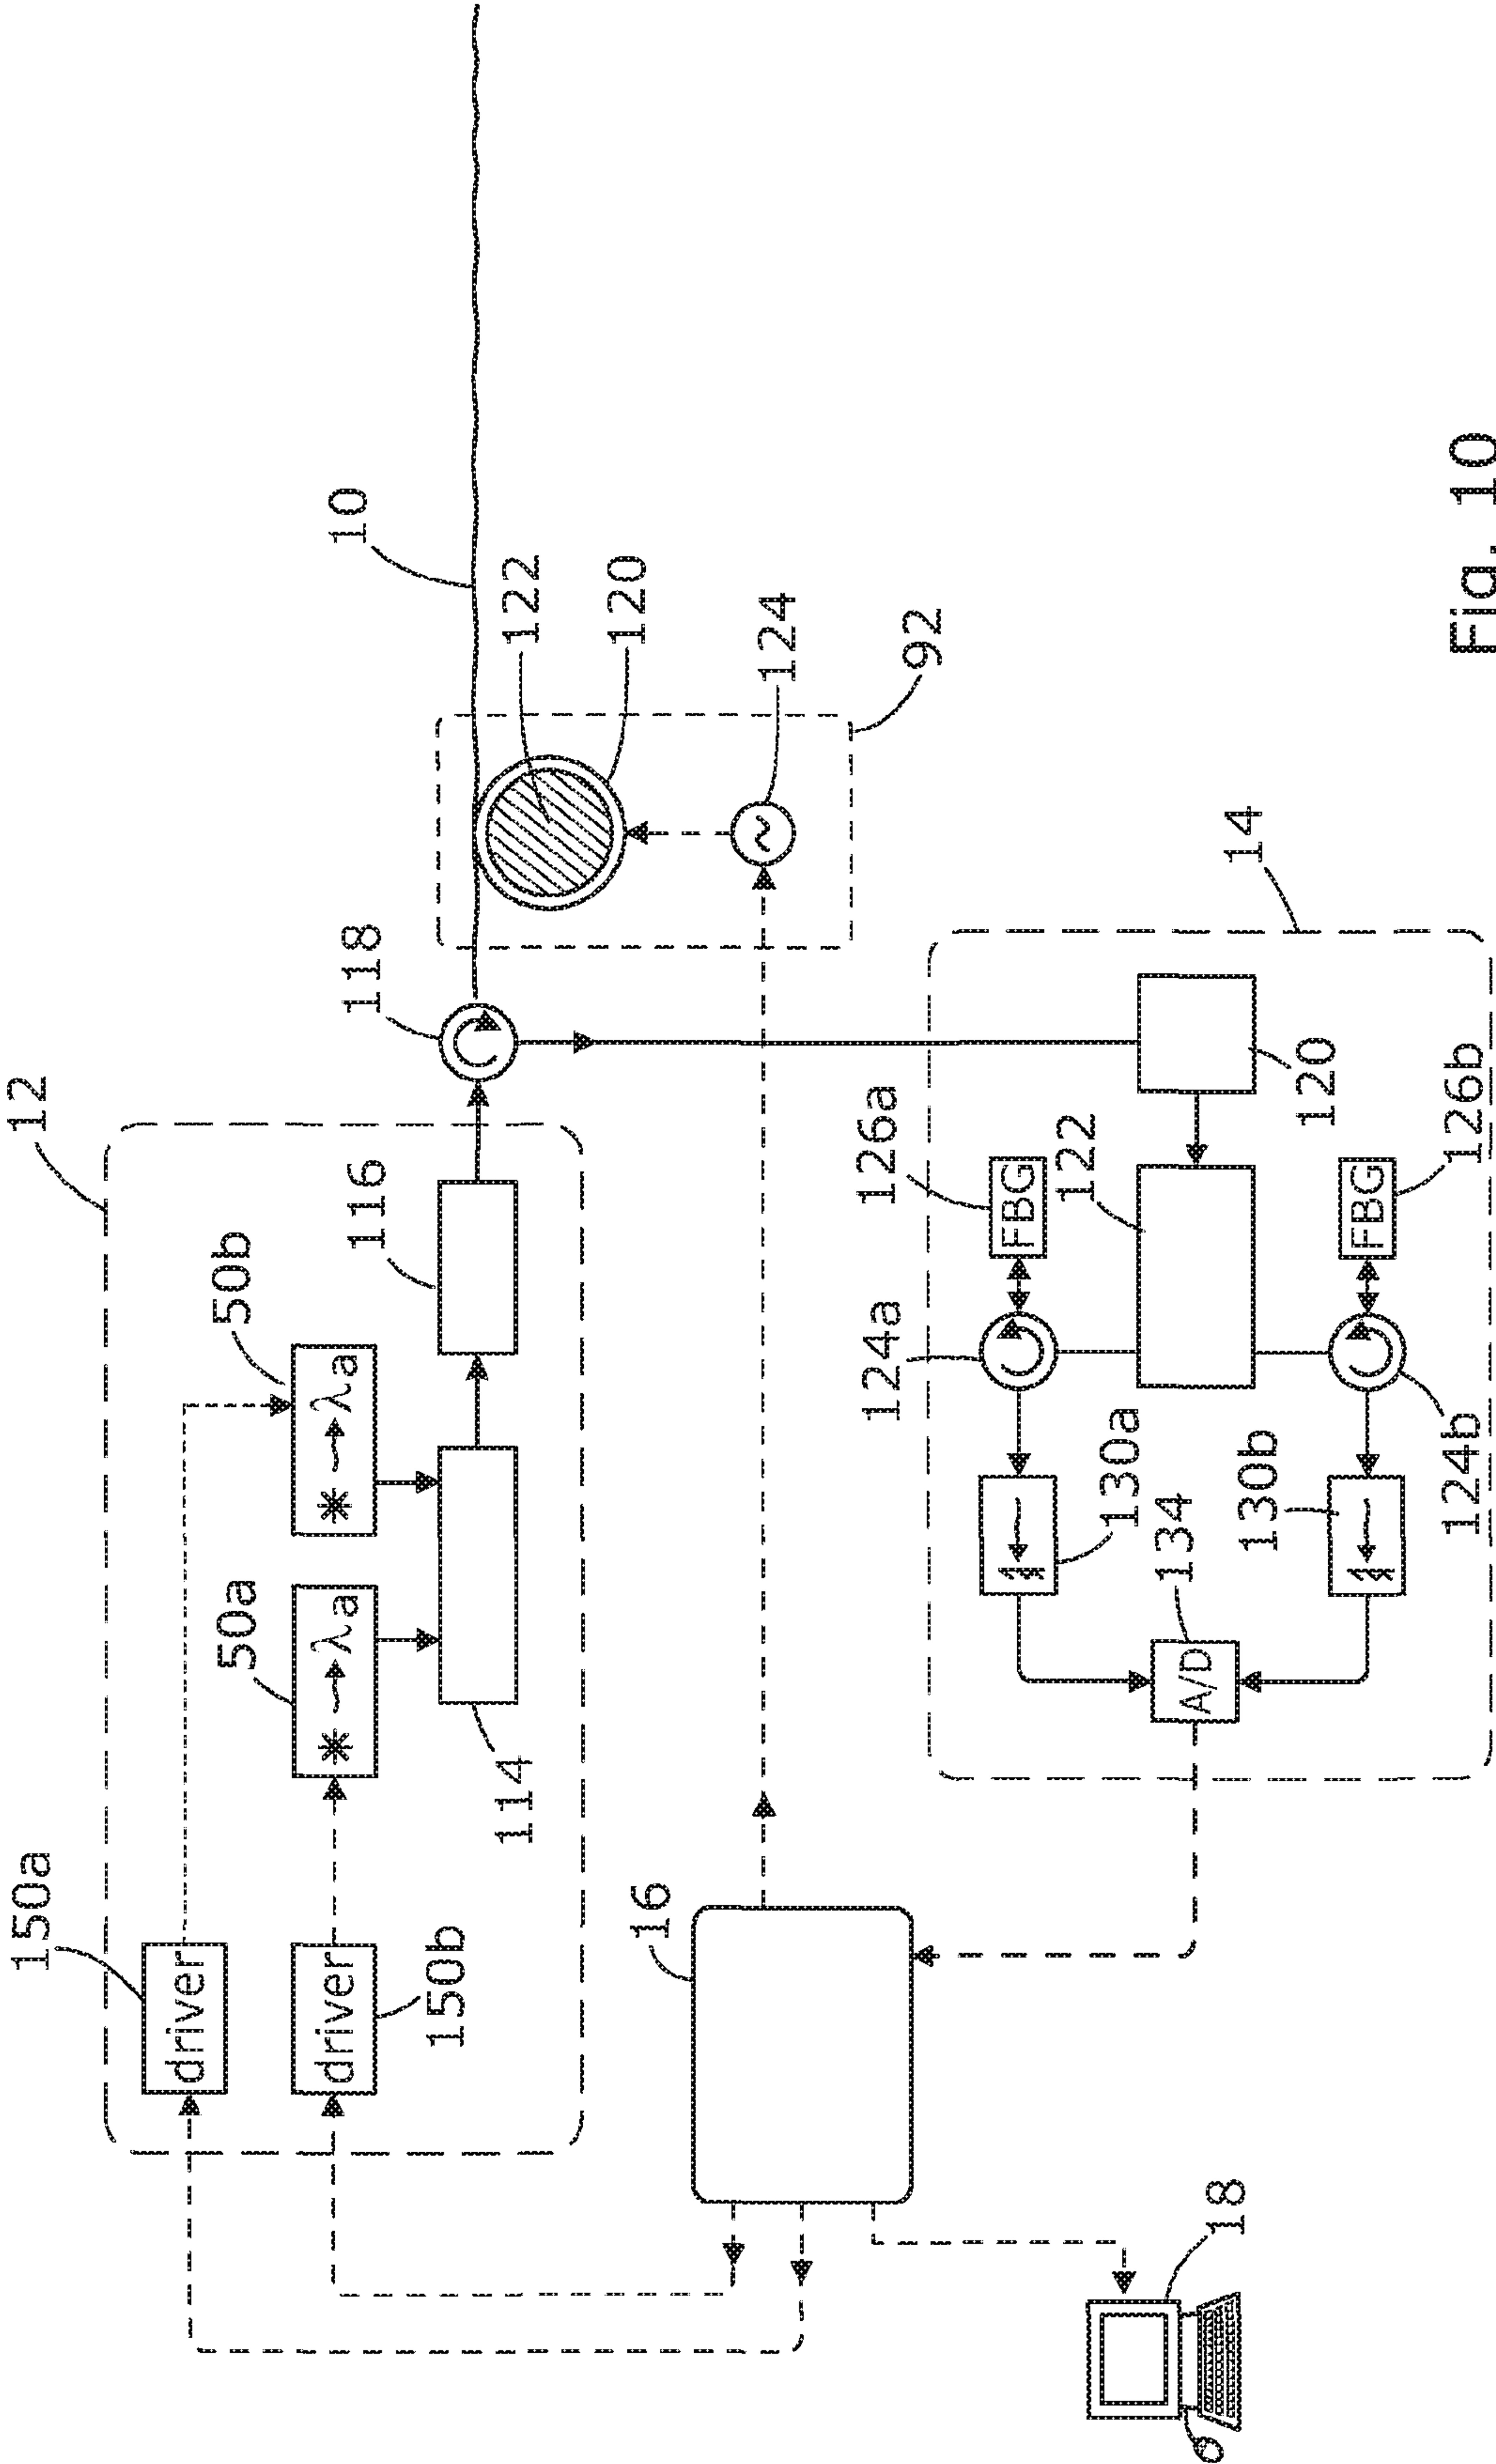 12
150a
driver
driver
150b
50a
* → λa
50b
* → λa
114
116
118
10
122
120
~
124
92
16
18
14
120
122
124a
126a
FBG
124b
126b
FBG
130a
130b
134
A/D
Fig. 10